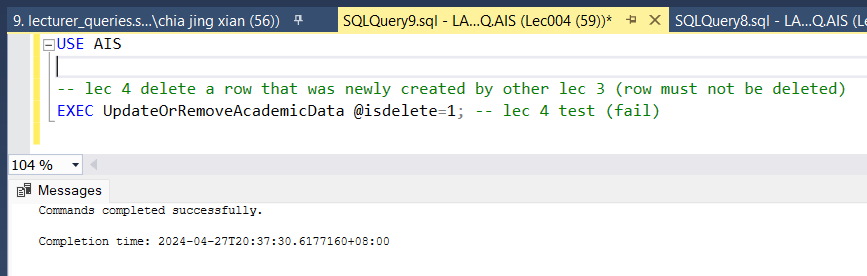 9. lecturer_queries.s...\chia jing xian (56))
SQLQuery9.sql - LA...Q.AIS (Lec004 (59))*
SQLQuery8.sql - LA...Q.AIS (Le
USE AIS
-- lec 4 delete a row that was newly created by other lec 3 (row must not be deleted)
EXEC UpdateOrRemoveAcademicData @isdelete=1; -- lec 4 test (fail)
104 %
Messages
Commands completed successfully.
Completion time: 2024-04-27T20:37:30.6177160+08:00